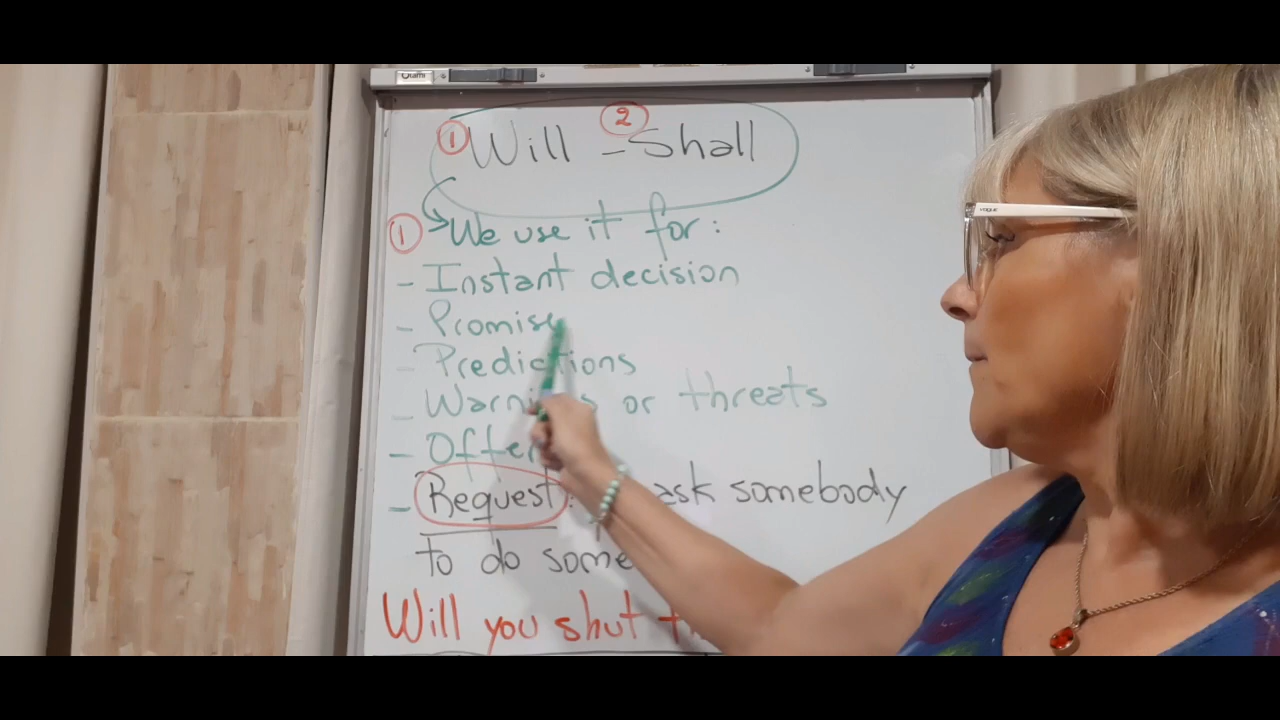 ① Will - ② Shall
① We use it for:
- Instant decision
- Promise
- Predictions
- or threats
-
- Request: ask somebody
to do
Will you shut
VOGUE